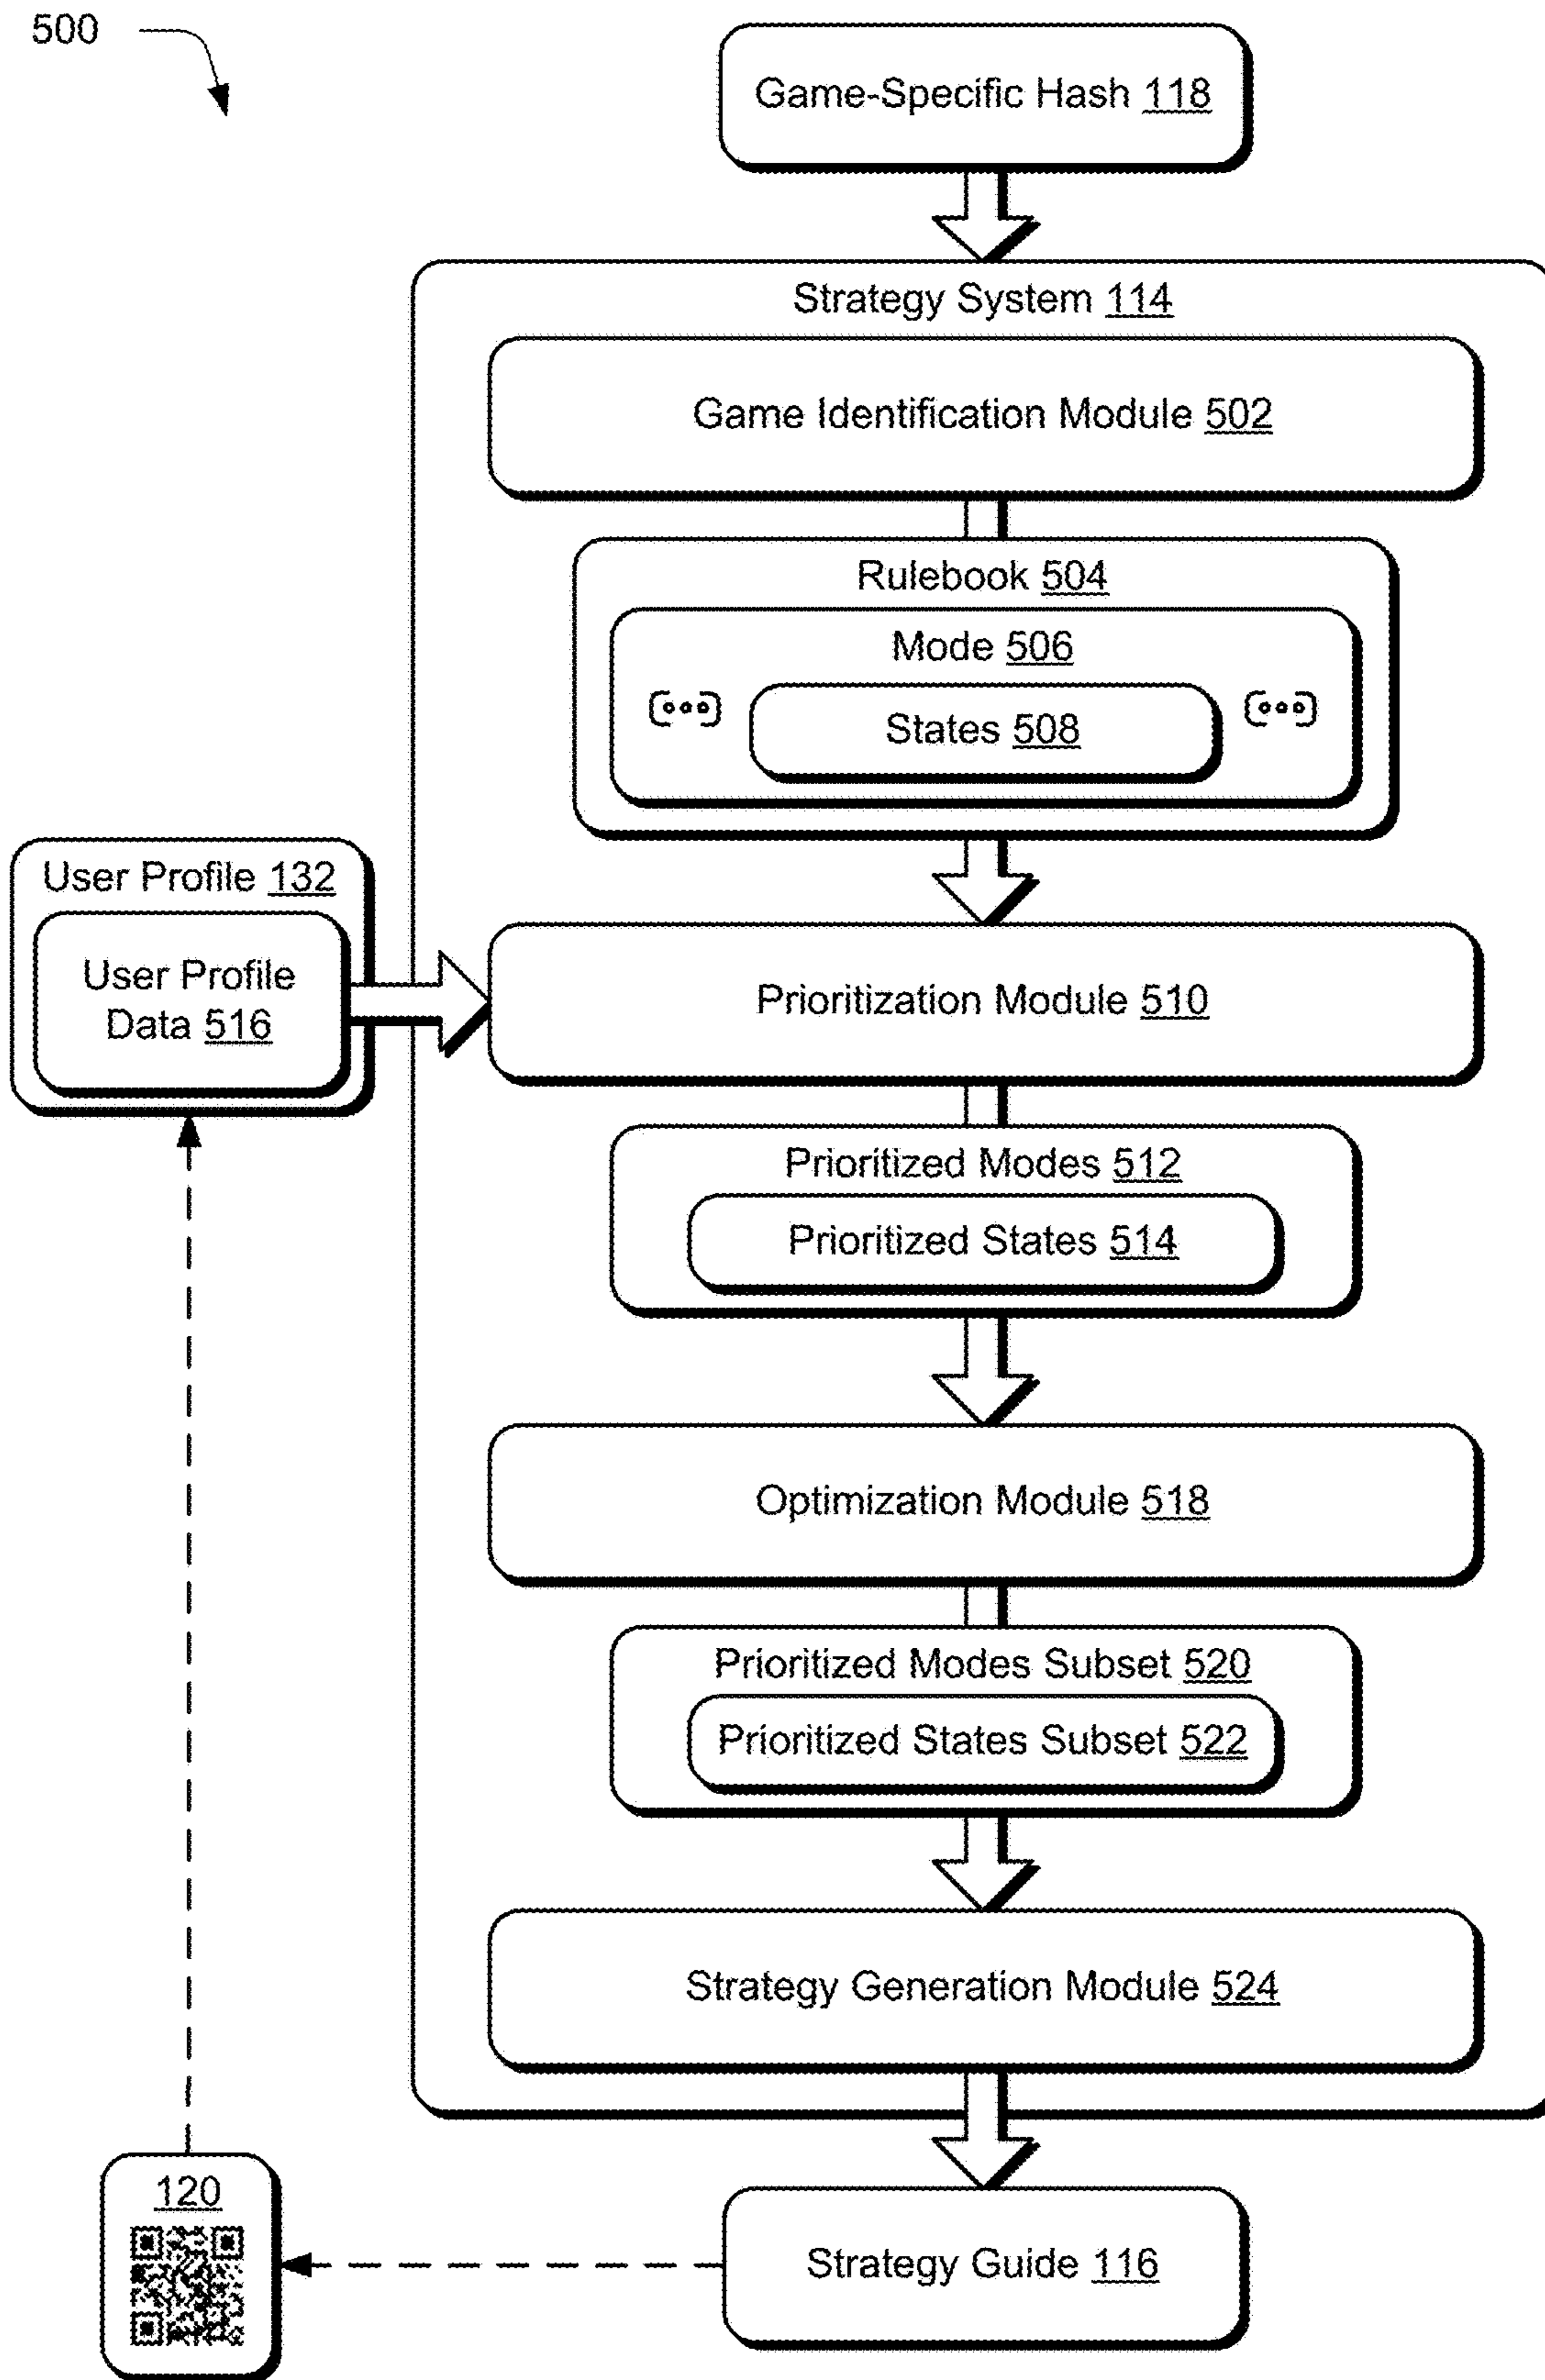 500
Game-Specific Hash 118
Strategy System 114
Game Identification Module 502
Rulebook 504
Mode 506
States 508
User Profile 132
User Profile
Data 516
Prioritization Module 510
Prioritized Modes 512
Prioritized States 514
Optimization Module 518
Prioritized Modes Subset 520
Prioritized States Subset 522
Strategy Generation Module 524
120
Strategy Guide 116